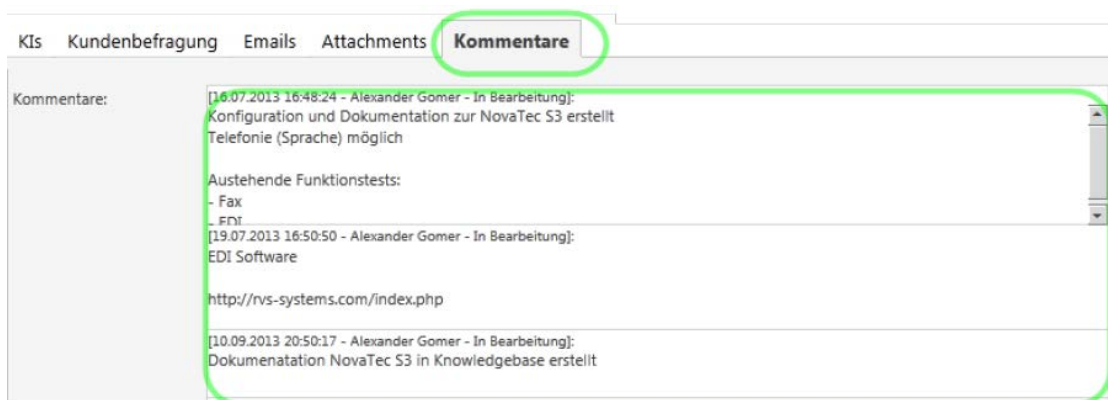 KIs Kundenbefragung Emails Attachments Kommentare
Kommentare:
[16.07.2013 16:48:24 - Alexander Gomer - In Bearbeitung]:
Konfiguration und Dokumentation zur NovaTec S3 erstellt
Telefonie (Sprache) möglich
Austehende Funktionstests:
- Fax
- EDI
[19.07.2013 16:50:50 - Alexander Gomer - In Bearbeitung]:
EDI Software
http://rvs-systems.com/index.php
[10.09.2013 20:50:17 - Alexander Gomer - In Bearbeitung]:
Dokumenatation NovaTec S3 in Knowledgebase erstellt